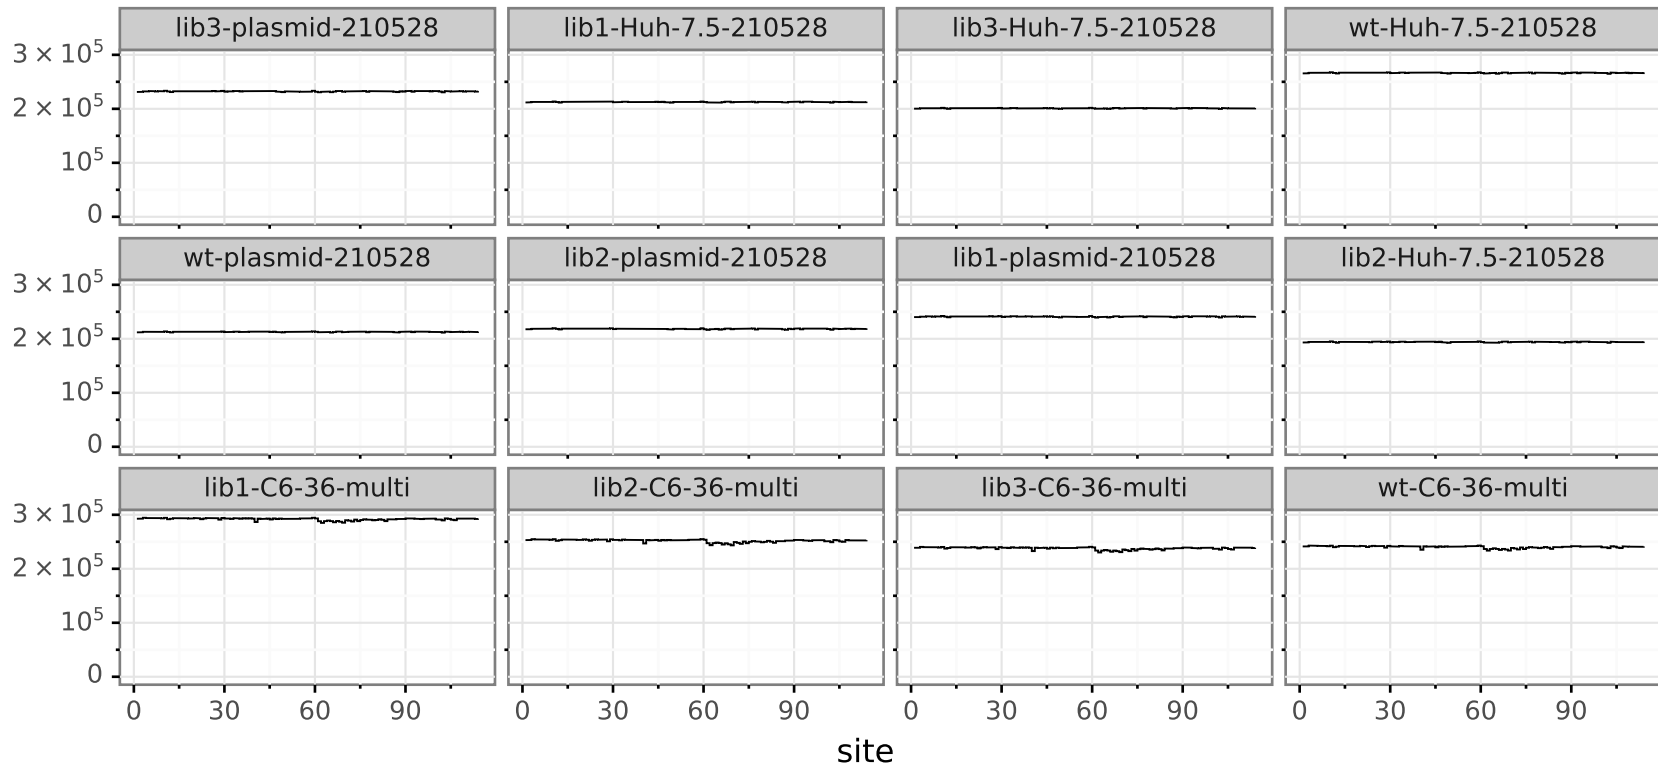 lib3-plasmid-210528 lib1-Huh-7.5-210528 lib3-Huh-7.5-210528 wt-Huh-7.5-210528
3 × 10⁵
2 × 10⁵
10⁵
0
wt-plasmid-210528 lib2-plasmid-210528 lib1-plasmid-210528 lib2-Huh-7.5-210528
3 × 10⁵
2 × 10⁵
10⁵
0
lib1-C6-36-multi lib2-C6-36-multi lib3-C6-36-multi wt-C6-36-multi
3 × 10⁵
2 × 10⁵
10⁵
0
0 30 60 90 0 30 60 90 0 30 60 90 0 30 60 90
site